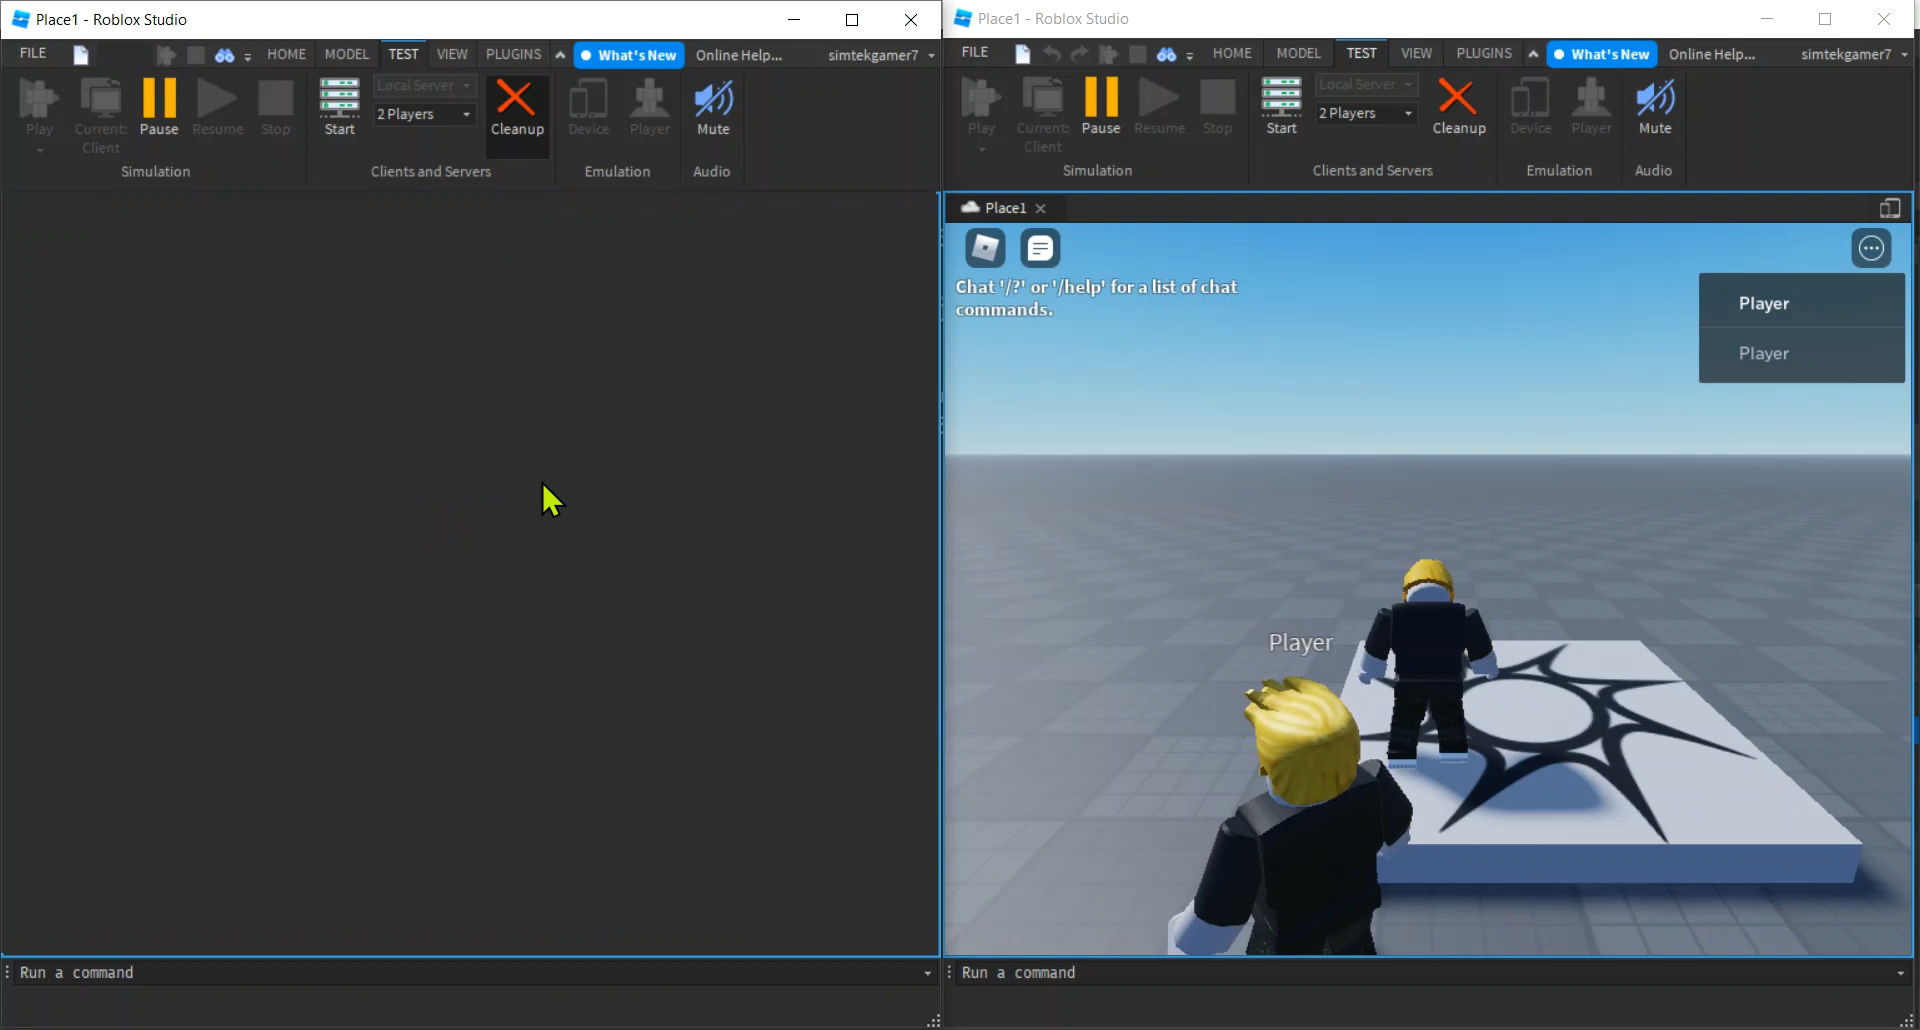 Place1 - Roblox Studio
FILE HOME MODEL TEST VIEW PLUGINS What's New Online Help... simtekgamer7
Play Current: Client Pause Resume Stop Start Local Server 2 Players Cleanup Device Player Mute
Simulation Clients and Servers Emulation Audio
Run a command
Place1 - Roblox Studio
FILE HOME MODEL TEST VIEW PLUGINS What's New Online Help... simtekgamer7
Play Current: Client Pause Resume Stop Start Local Server 2 Players Cleanup Device Player Mute
Simulation Clients and Servers Emulation Audio
Place1
Chat '/?' or '/help' for a list of chat
commands.
Player
Player
Player
Run a command